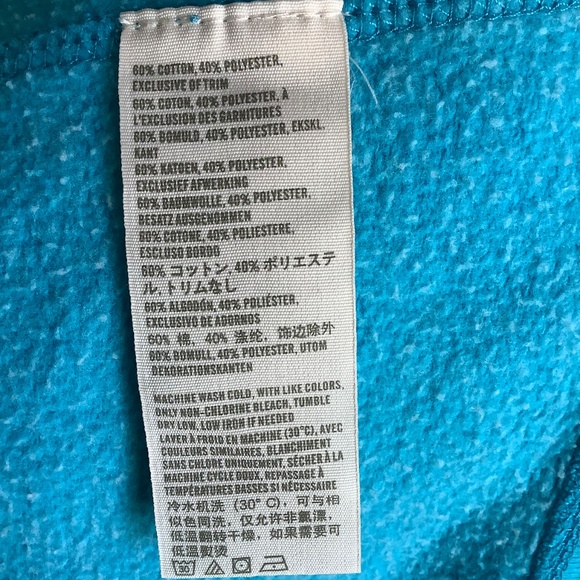 60% COTTON, 40% POLYESTER,
EXCLUSIVE OF TRIM
60% COTON, 40% POLYESTER, À
L'EXCLUSION DES GARNITURES
60% BOMULD, 40% POLYESTER, EKSKL.
KANT
60% KATOEN, 40% POLYESTER,
EXCLUSIEF AFWERKING
60% BAUMWOLLE, 40% POLYESTER,
BESATZ AUSGENOMMEN
60% COTONE, 40% POLIESTERE,
ESCLUSO BORDO
60% コットン, 40% ポリエステ
ル, トリムなし
60% ALGODÓN, 40% POLIÉSTER,
EXCLUSIVO DE ADORNOS
60% 棉, 40% 涤纶, 饰边除外
60% BOMULL, 40% POLYESTER, UTOM
DEKORATIONSKANTEN
MACHINE WASH COLD, WITH LIKE COLORS,
ONLY NON-CHLORINE BLEACH, TUMBLE
DRY LOW, LOW IRON IF NEEDED
LAVER À FROID EN MACHINE (30°C), AVEC
COULEURS SIMILAIRES, BLANCHIMENT
SANS CHLORE UNIQUEMENT, SÉCHER À LA
MACHINE CYCLE DOUX, REPASSAGE À
TEMPÉRATURES BASSES SI NÉCESSAIRE
冷水机洗 (30°C), 可与相
似色同洗, 仅允许非氯漂,
低温翻转干燥, 如果需要可
低温熨烫
30